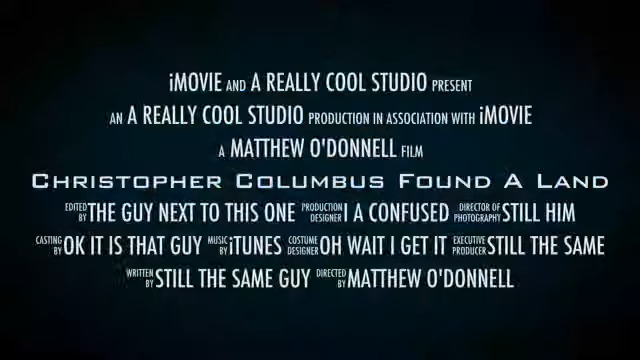 iMOVIE AND A REALLY COOL STUDIO PRESENT
AN A REALLY COOL STUDIO PRODUCTION IN ASSOCIATION WITH iMOVIE
A MATTHEW O'DONNELL FILM
CHRISTOPHER COLUMBUS FOUND A LAND
EDITED BY THE GUY NEXT TO THIS ONE PRODUCTION DESIGNER I A CONFUSED DIRECTOR OF PHOTOGRAPHY STILL HIM
CASTING BY OK IT IS THAT GUY MUSIC BY iTUNES COSTUME DESIGNER OH WAIT I GET IT EXECUTIVE PRODUCER STILL THE SAME
WRITTEN BY STILL THE SAME GUY DIRECTED BY MATTHEW O'DONNELL